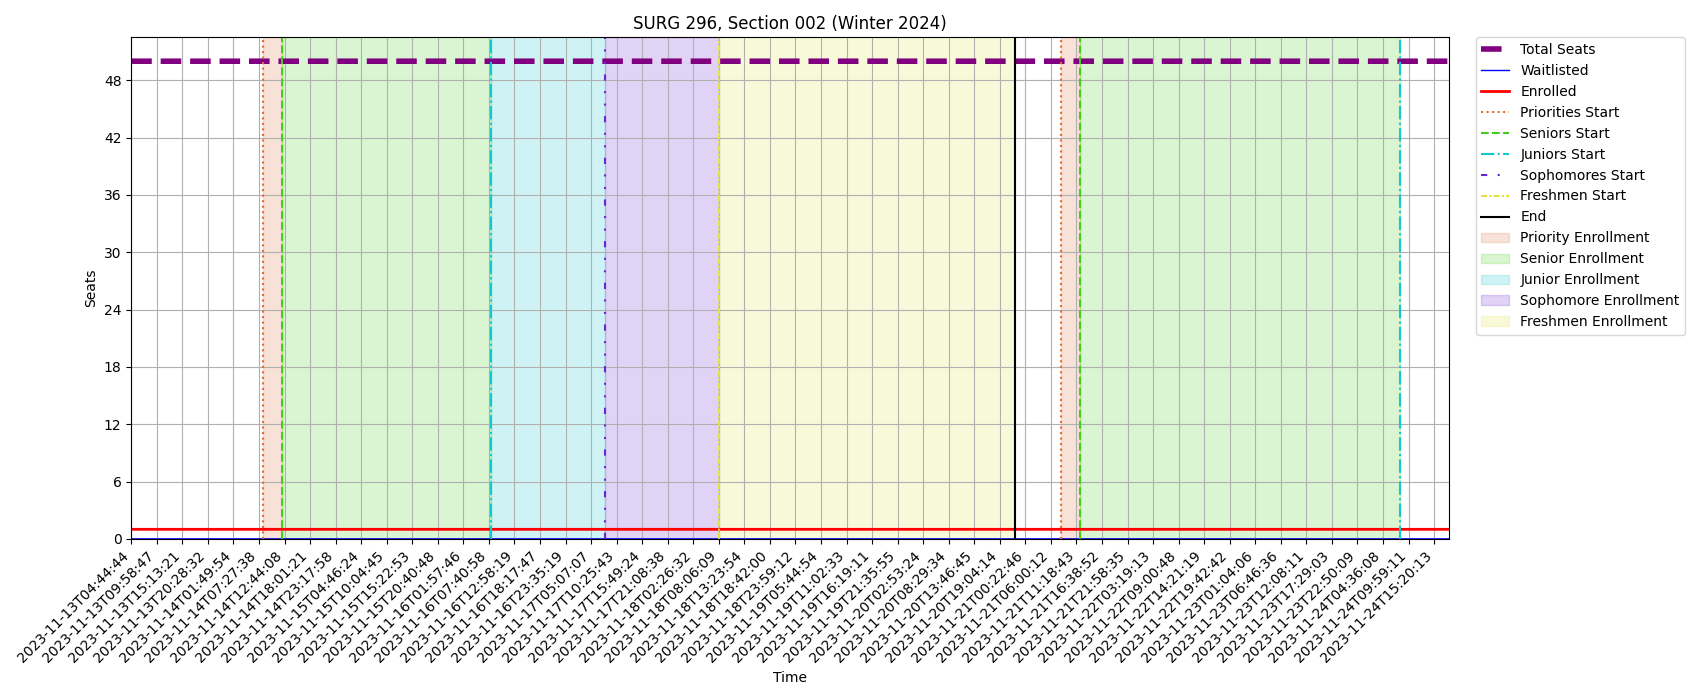 SURG 296, Section 002 (Winter 2024)
Seats
48
42
36
30
24
18
12
6
0
2023-11-13T04:44:44
2023-11-13T09:58:47
2023-11-13T15:13:21
2023-11-13T20:28:32
2023-11-14T01:49:54
2023-11-14T07:27:38
2023-11-14T12:44:08
2023-11-14T18:01:21
2023-11-14T23:17:58
2023-11-15T04:46:24
2023-11-15T10:04:45
2023-11-15T15:22:53
2023-11-15T20:40:48
2023-11-16T01:57:46
2023-11-16T07:40:58
2023-11-16T12:58:19
2023-11-16T18:17:47
2023-11-16T23:35:19
2023-11-17T05:07:07
2023-11-17T10:25:43
2023-11-17T15:49:24
2023-11-17T21:08:38
2023-11-18T02:26:32
2023-11-18T08:06:09
2023-11-18T13:23:54
2023-11-18T18:42:00
2023-11-18T23:59:12
2023-11-19T05:44:54
2023-11-19T11:02:33
2023-11-19T16:19:11
2023-11-19T21:35:55
2023-11-20T02:53:24
2023-11-20T08:29:34
2023-11-20T13:46:45
2023-11-20T19:04:14
2023-11-21T00:22:46
2023-11-21T06:00:12
2023-11-21T11:18:43
2023-11-21T16:38:52
2023-11-21T21:58:35
2023-11-22T03:19:13
2023-11-22T09:00:48
2023-11-22T14:21:19
2023-11-22T19:42:42
2023-11-23T01:04:06
2023-11-23T06:46:36
2023-11-23T12:08:11
2023-11-23T17:29:03
2023-11-23T22:50:09
2023-11-24T04:36:08
2023-11-24T09:59:11
2023-11-24T15:20:13
Time
Total Seats
Waitlisted
Enrolled
Priorities Start
Seniors Start
Juniors Start
Sophomores Start
Freshmen Start
End
Priority Enrollment
Senior Enrollment
Junior Enrollment
Sophomore Enrollment
Freshmen Enrollment